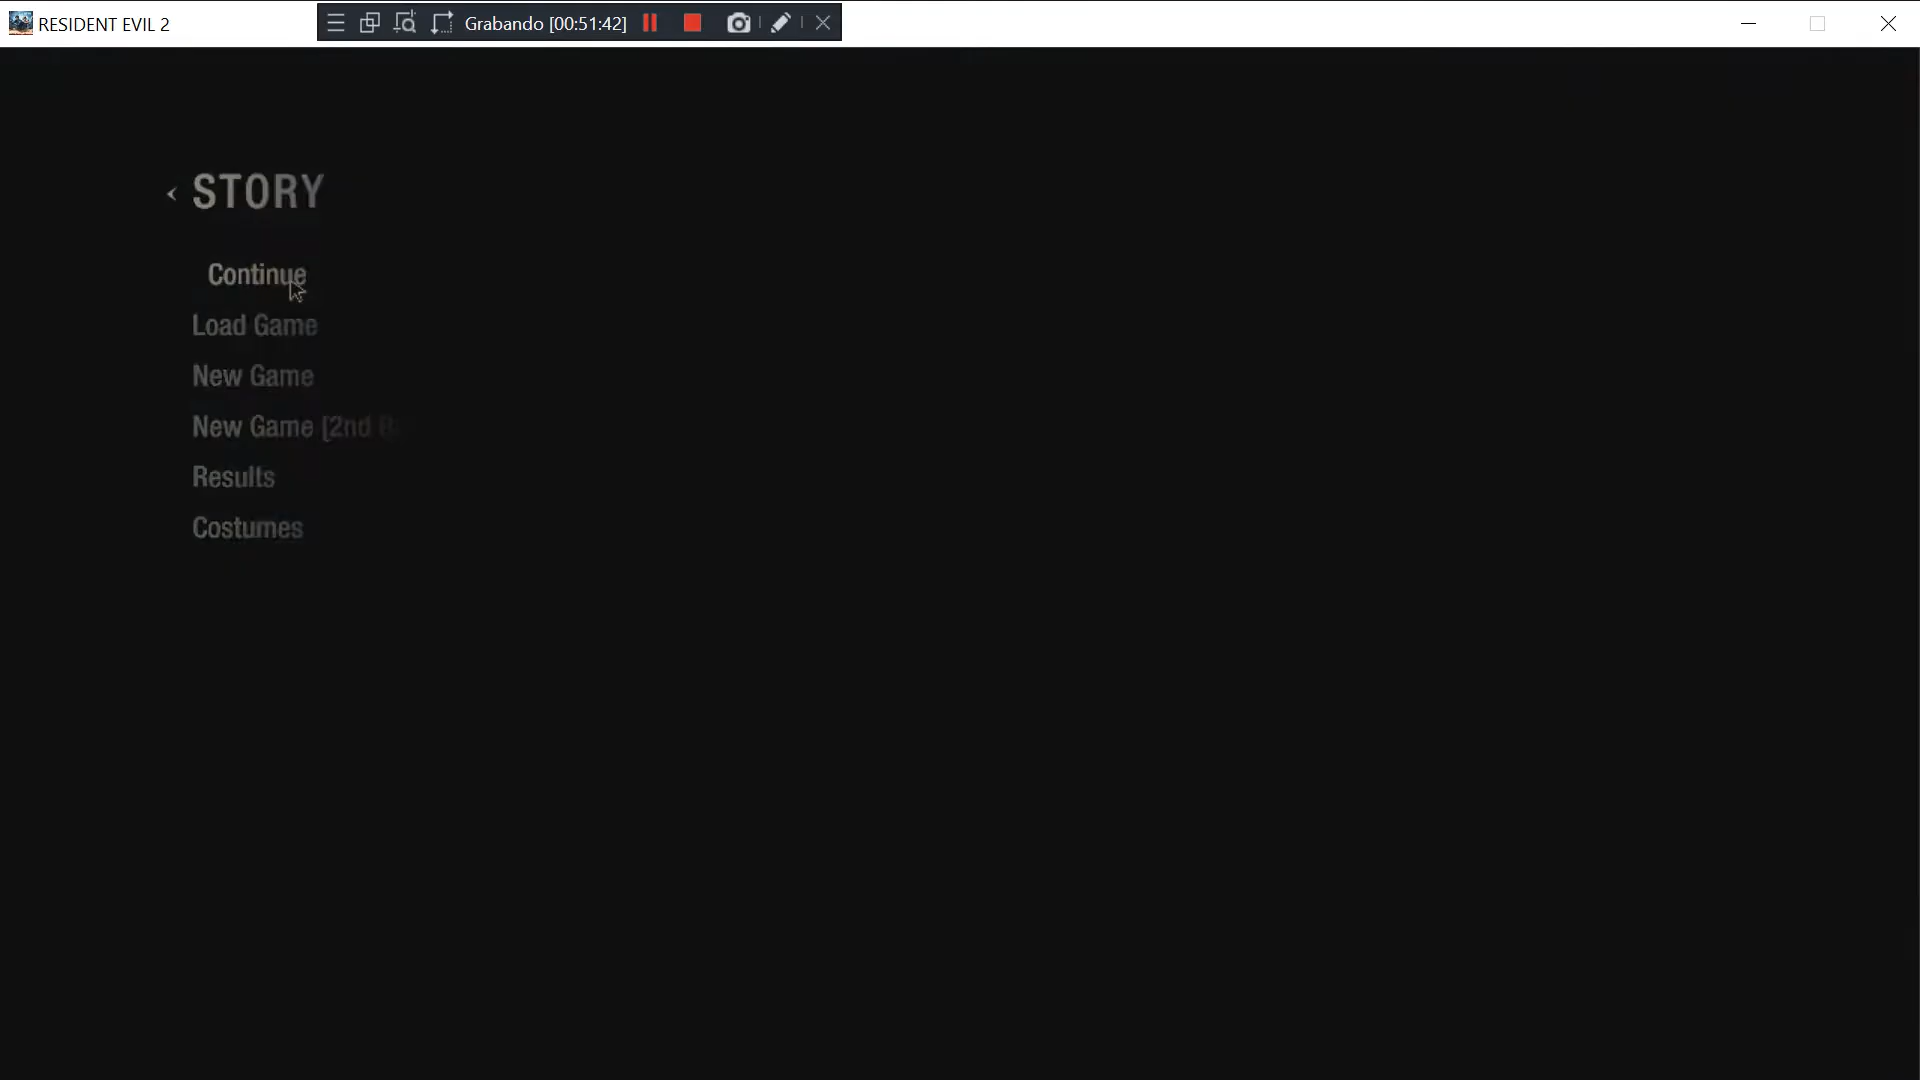 RESIDENT EVIL 2
Grabando [00:51:42]
STORY
Continue
Load Game
New Game
New Game [2nd
Results
Costumes